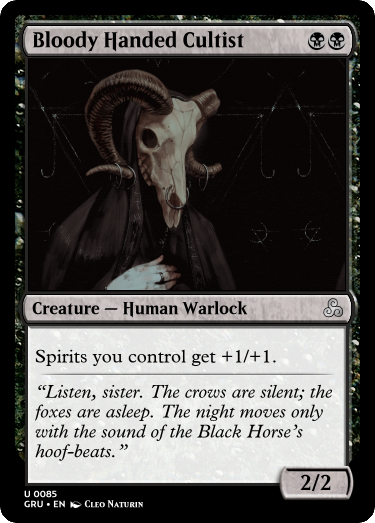 Bloody Handed Cultist
Creature — Human Warlock
Spirits you control get +1/+1.
“Listen, sister. The crows are silent; the
foxes are asleep. The night moves only
with the sound of the Black Horse’s
hoof-beats.”
2/2
U 0085
GRU • EN Cleo Naturin